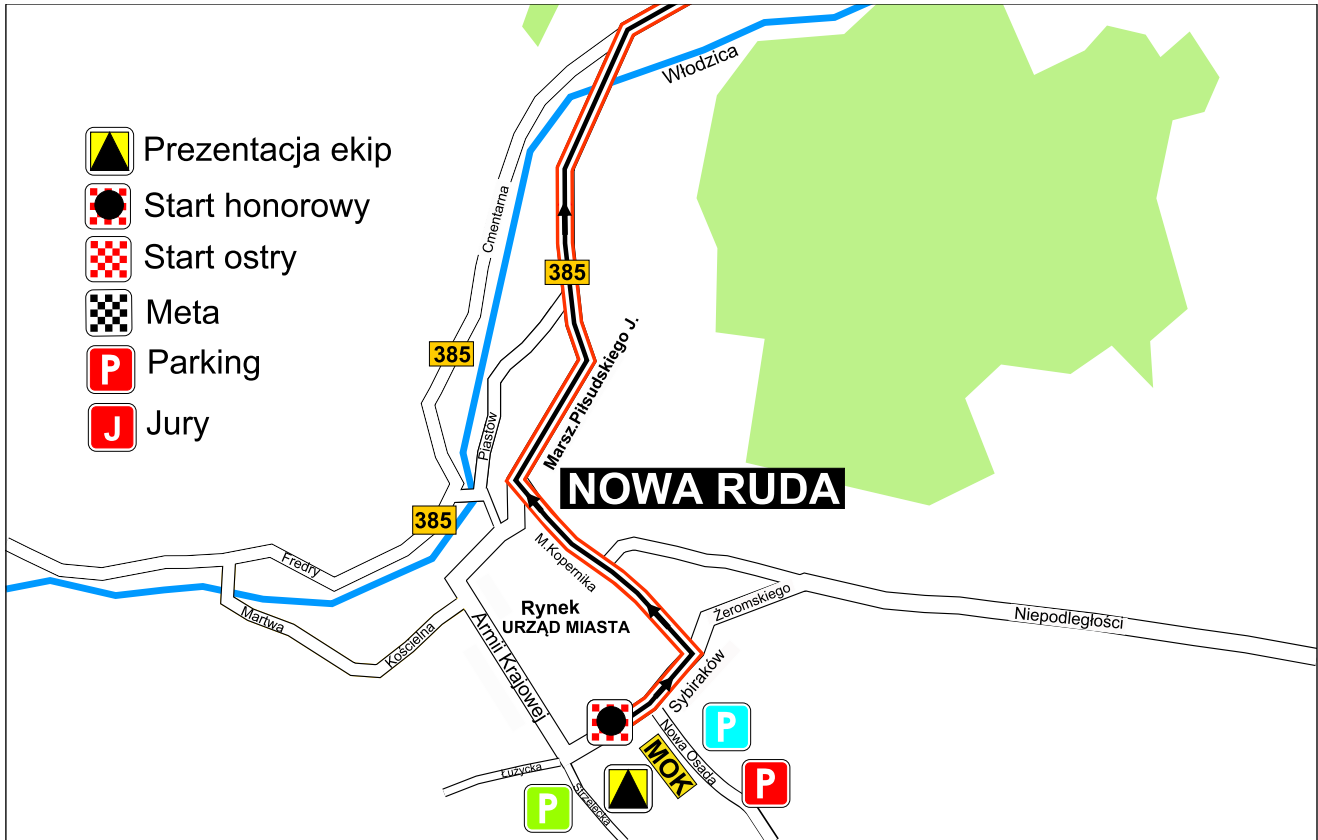 Włodzica
Prezentacja ekip
Start honorowy
Start ostry
Meta
P Parking
J Jury
Cmentarna
385
385
Marsz.Piłsudskiego J.
Piastów
NOWA RUDA
385
Fredry
M.Kopernika
Martwa
Kościelna
Rynek
URZĄD MIASTA
Armii Krajowej
Żeromskiego
Niepodległości
Sybiraków
Nowa Osada
P
MOK
P
Łużycka
P
Strzelecka